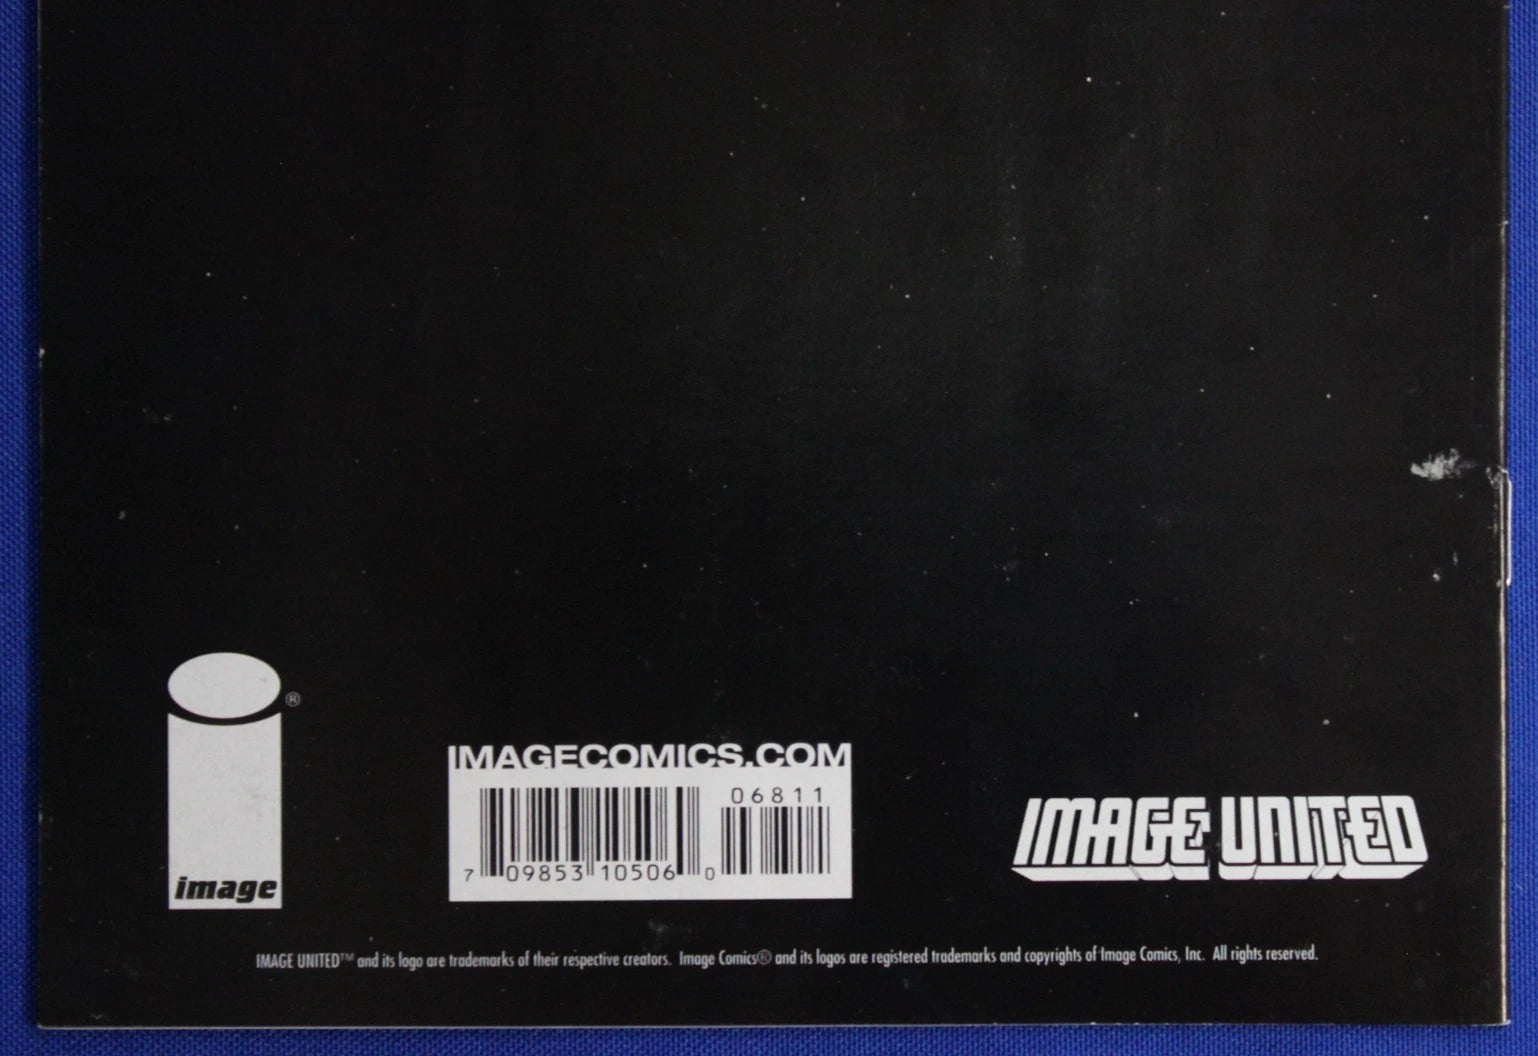 ®
image
IMAGECOMICS.COM
06811
7 09853 10506 0
IMAGE UNITED
IMAGE UNITED™ and its logo are trademarks of their respective creators. Image Comics® and its logos are registered trademarks and copyrights of Image Comics, Inc. All rights reserved.